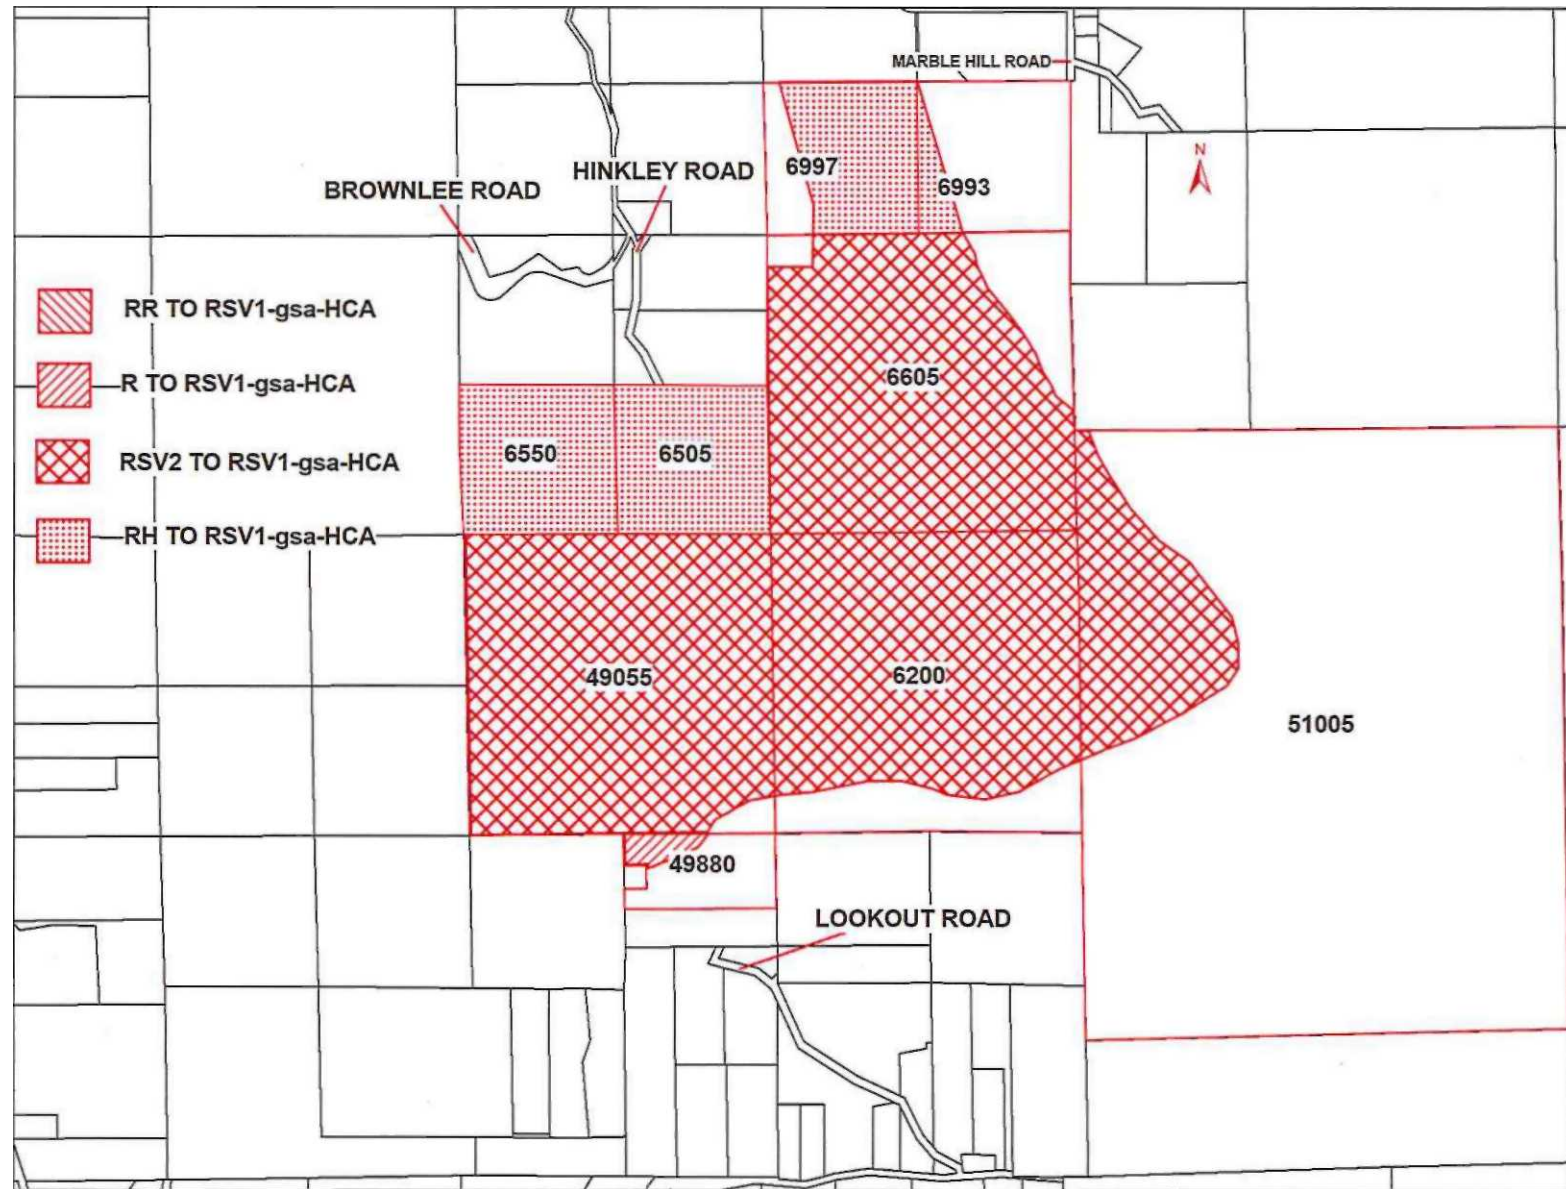 MARBLE HILL ROAD
N
6997
HINKLEY ROAD
6993
BROWNLEE ROAD
RR TO RSV1-gsa-HCA
R TO RSV1-gsa-HCA
6605
RSV2 TO RSV1-gsa-HCA
6550
6505
RH TO RSV1-gsa-HCA
49055
6200
51005
49880
LOOKOUT ROAD